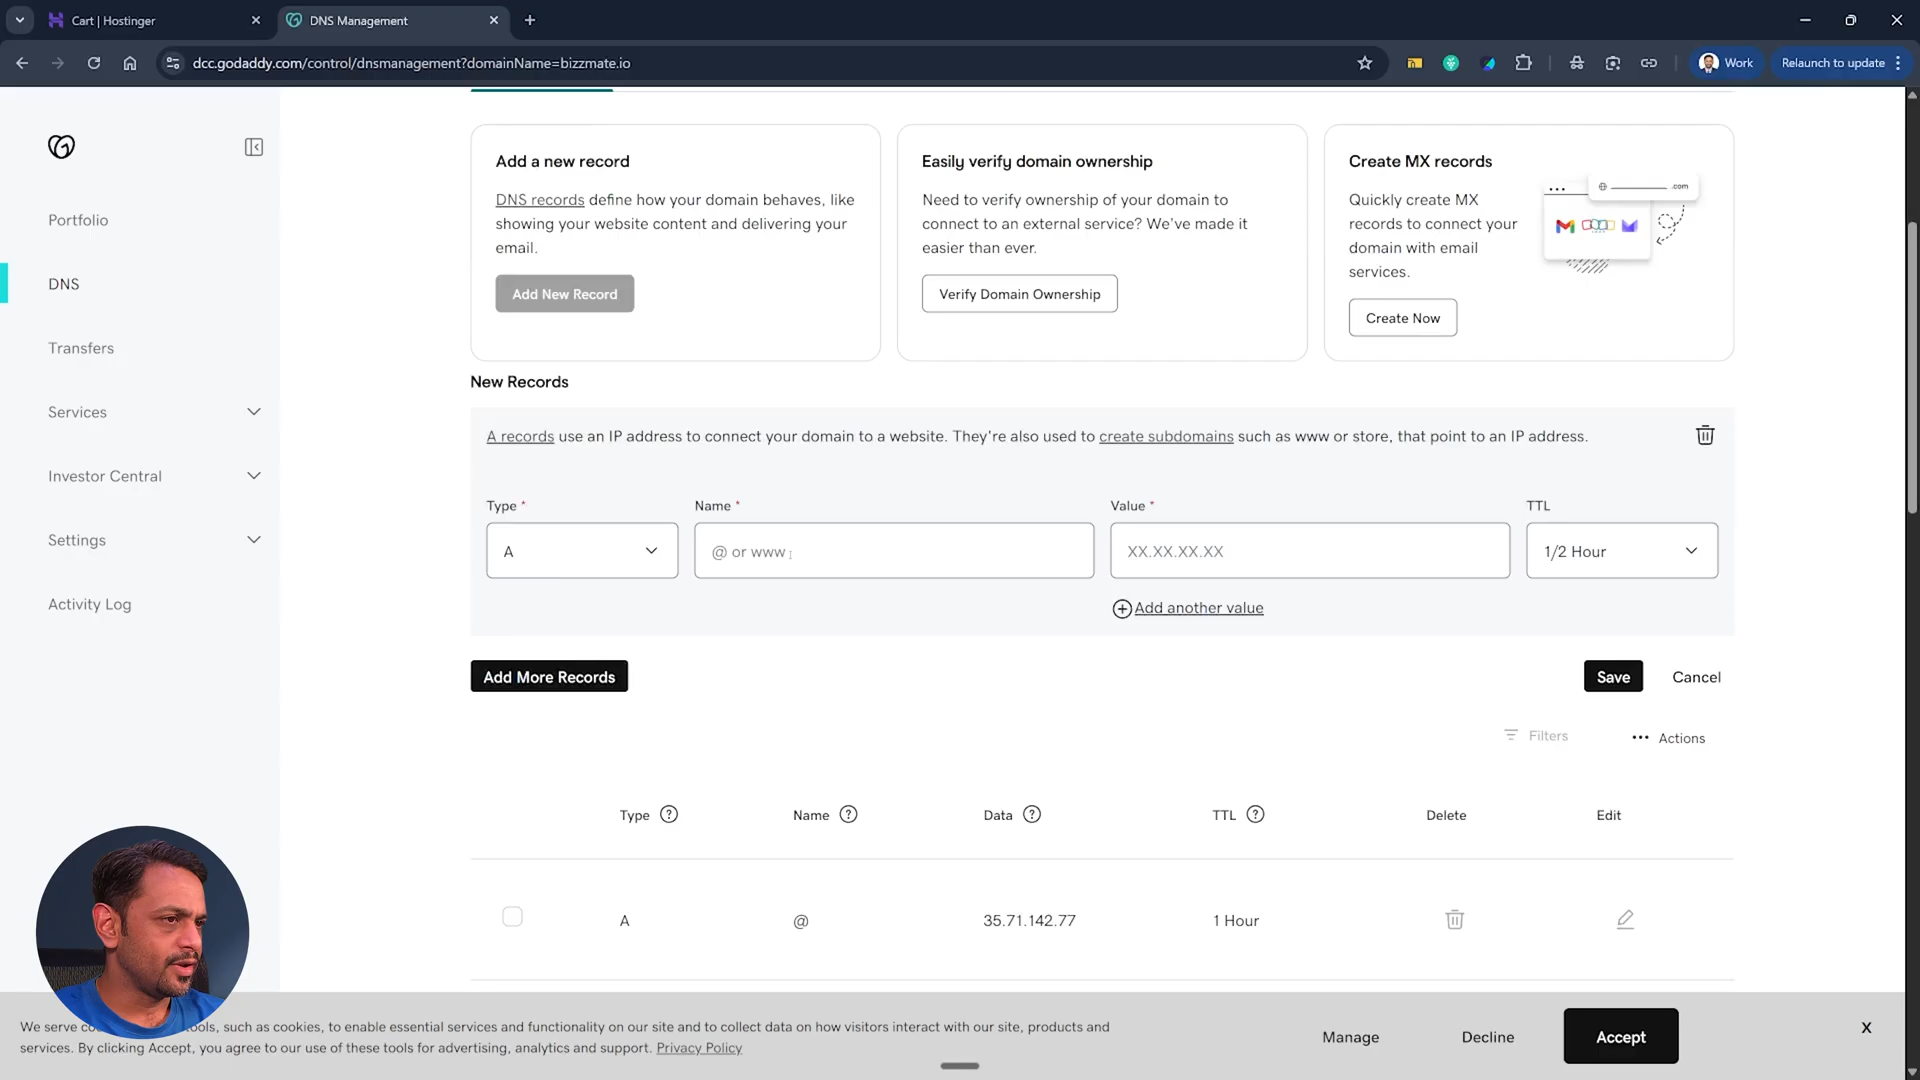 Cart | Hostinger
DNS Management
dcc.godaddy.com/control/dnsmanagement?domainName=bizzmate.io
Work
Relaunch to update
Portfolio
DNS
Transfers
Services
Investor Central
Settings
Activity Log
Add a new record
DNS records define how your domain behaves, like
showing your website content and delivering your
email.
Add New Record
Easily verify domain ownership
Need to verify ownership of your domain to
connect to an external service? We've made it
easier than ever.
Verify Domain Ownership
Create MX records
Quickly create MX
records to connect your
domain with email
services.
.com
Create Now
New Records
A records use an IP address to connect your domain to a website. They're also used to create subdomains such as www or store, that point to an IP address.
Type * Name * Value * TTL
A @ or www XX.XX.XX.XX 1/2 Hour
Add another value
Add More Records
Save Cancel
Filters Actions
Type Name Data TTL Delete Edit
A @ 35.71.142.77 1 Hour
We serve co ools, such as cookies, to enable essential services and functionality on our site and to collect data on how visitors interact with our site, products and
services. By clicking Accept, you agree to our use of these tools for advertising, analytics and support. Privacy Policy
Manage Decline Accept X